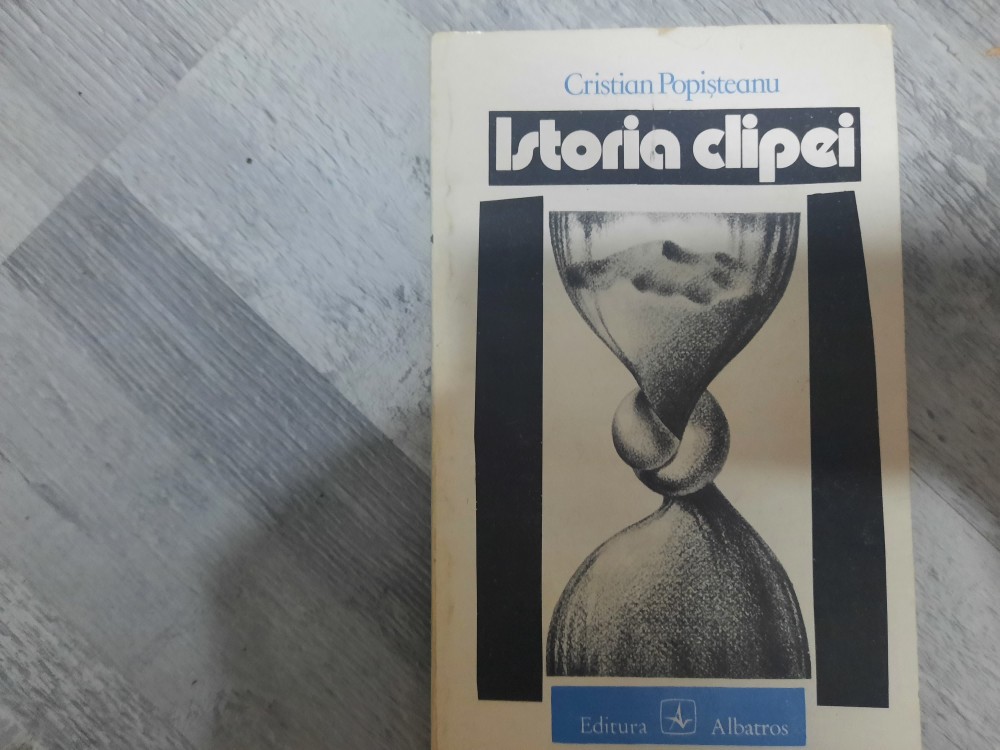 Cristian Popișteanu
Istoria clipei
Editura Albatros